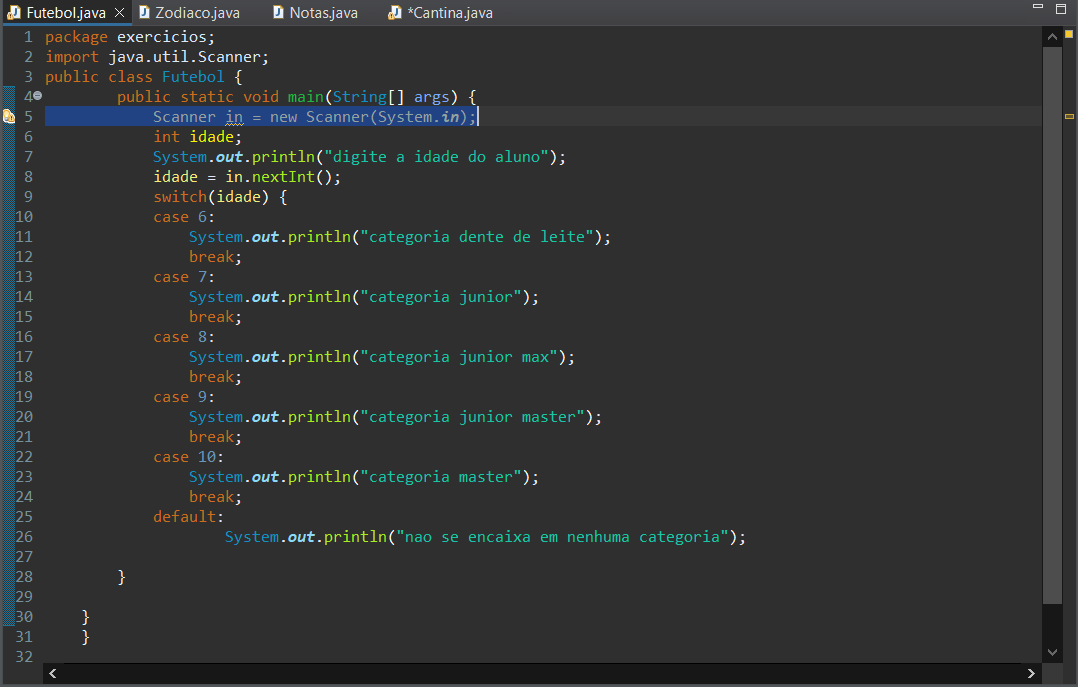 Futebol.java Zodiaco.java Notas.java *Cantina.java
1 package exercicios;
2 import java.util.Scanner;
3 public class Futebol {
4 public static void main(String[] args) {
5 Scanner in = new Scanner(System.in);
6 int idade;
7 System.out.println("digite a idade do aluno");
8 idade = in.nextInt();
9 switch(idade) {
10 case 6:
11 System.out.println("categoria dente de leite");
12 break;
13 case 7:
14 System.out.println("categoria junior");
15 break;
16 case 8:
17 System.out.println("categoria junior max");
18 break;
19 case 9:
20 System.out.println("categoria junior master");
21 break;
22 case 10:
23 System.out.println("categoria master");
24 break;
25 default:
26 System.out.println("nao se encaixa em nenhuma categoria");
27
28 }
29
30 }
31 }
32